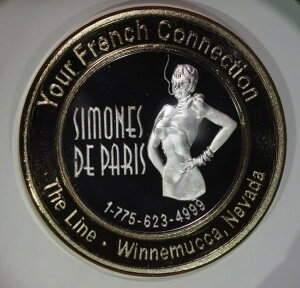 Your French Connection
SIMONES
DE PARIS
1-775-623-4999
The Line • Winnemucca, Nevada